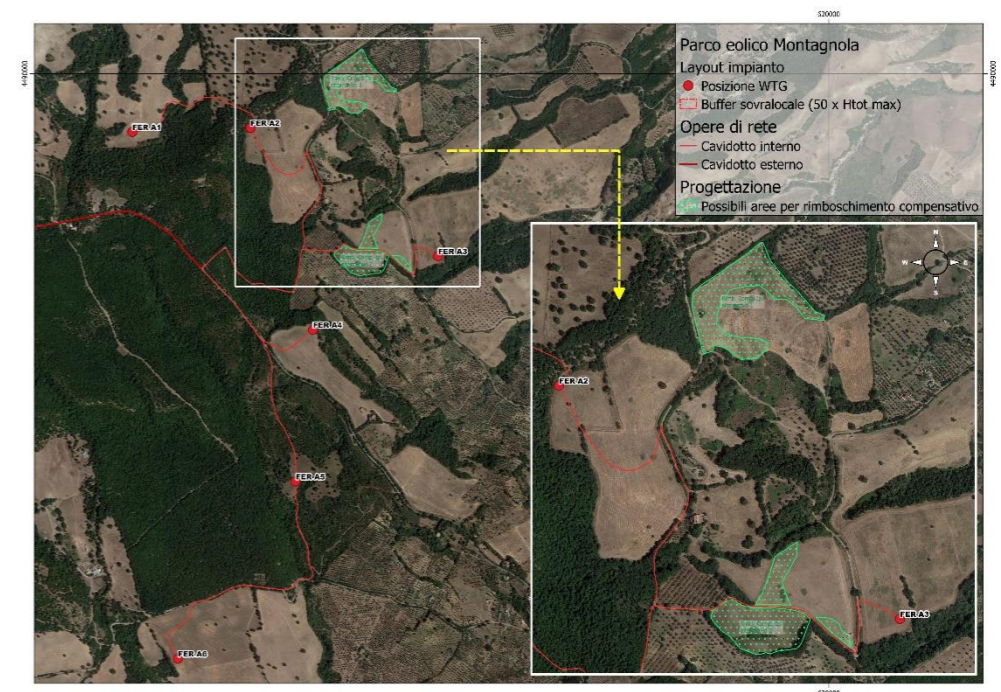 520000
4490000
4490000
Parco eolico Montagnola
Layout impianto
Posizione WTG
Buffer sovralocale (50 x Htot max)
Opere di rete
Cavidotto interno
Cavidotto esterno
Progettazione
Possibili aree per rimboschimento compensativo
FER A1
FER A2
FER A3
FER A4
FER A5
FER A6
N
W
E
S
FER A2
FER A3
520000